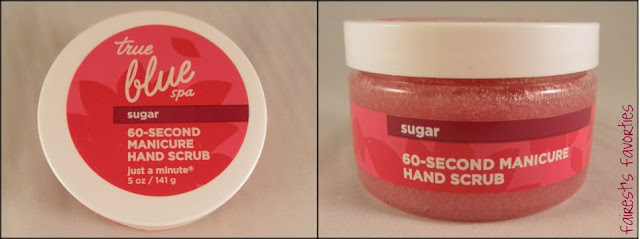 true
blue
spa
sugar
60-SECOND
MANICURE
HAND SCRUB
just a minute®
5 oz / 141 g
sugar
60-SECOND MANICURE
HAND SCRUB
Fairest's Favorties